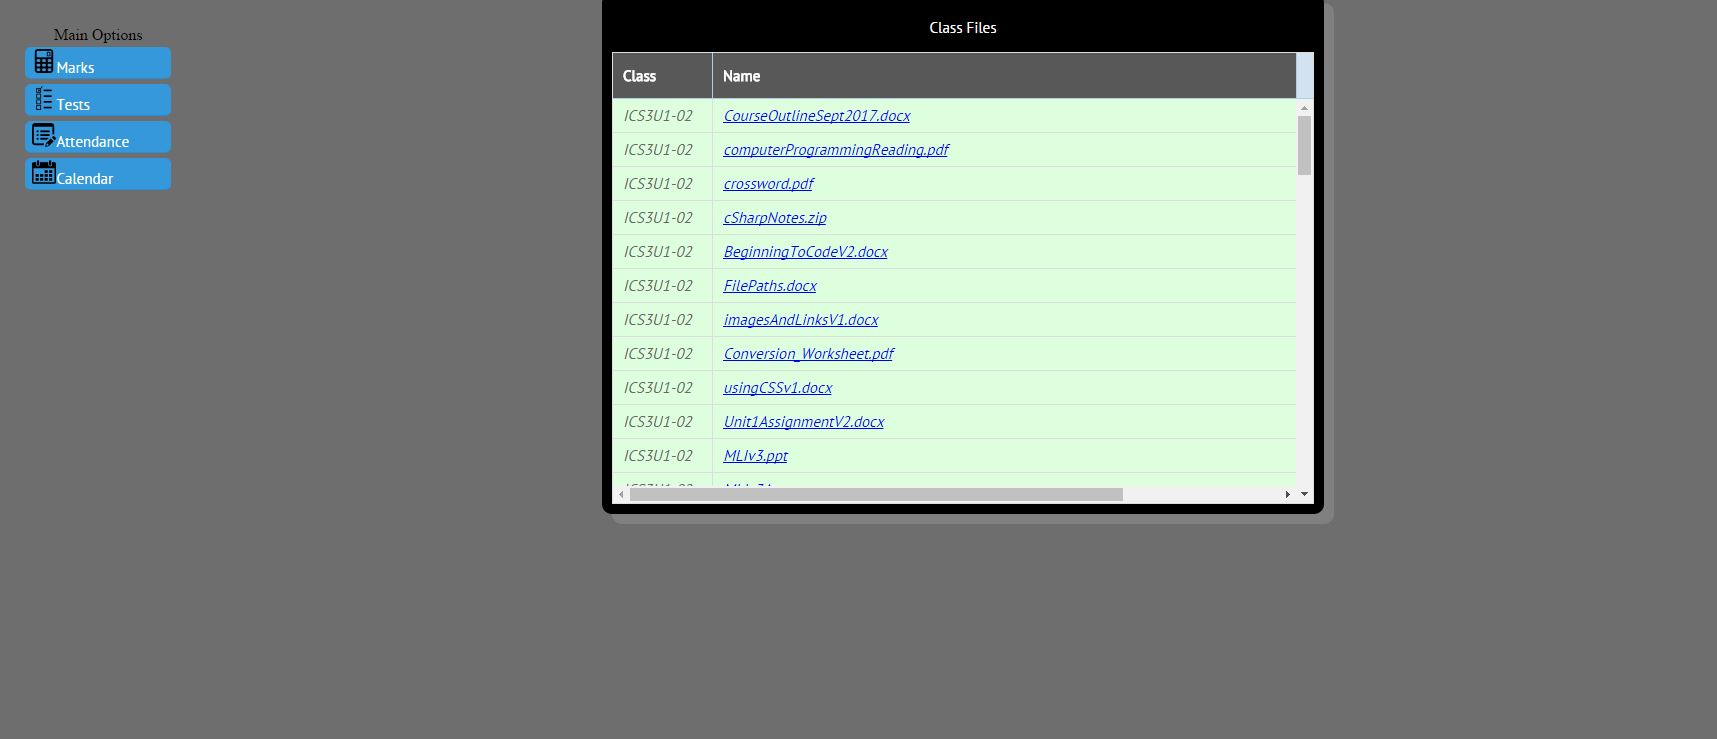 Main Options
Marks
Tests
Attendance
Calendar
Class Files
Class Name
ICS3U1-02 CourseOutlineSept2017.docx
ICS3U1-02 computerProgrammingReading.pdf
ICS3U1-02 crossword.pdf
ICS3U1-02 cSharpNotes.zip
ICS3U1-02 BeginningToCodeV2.docx
ICS3U1-02 FilePaths.docx
ICS3U1-02 imagesAndLinksV1.docx
ICS3U1-02 Conversion_Worksheet.pdf
ICS3U1-02 usingCSSv1.docx
ICS3U1-02 Unit1AssignmentV2.docx
ICS3U1-02 MLIv3.ppt
ICS3U1-02